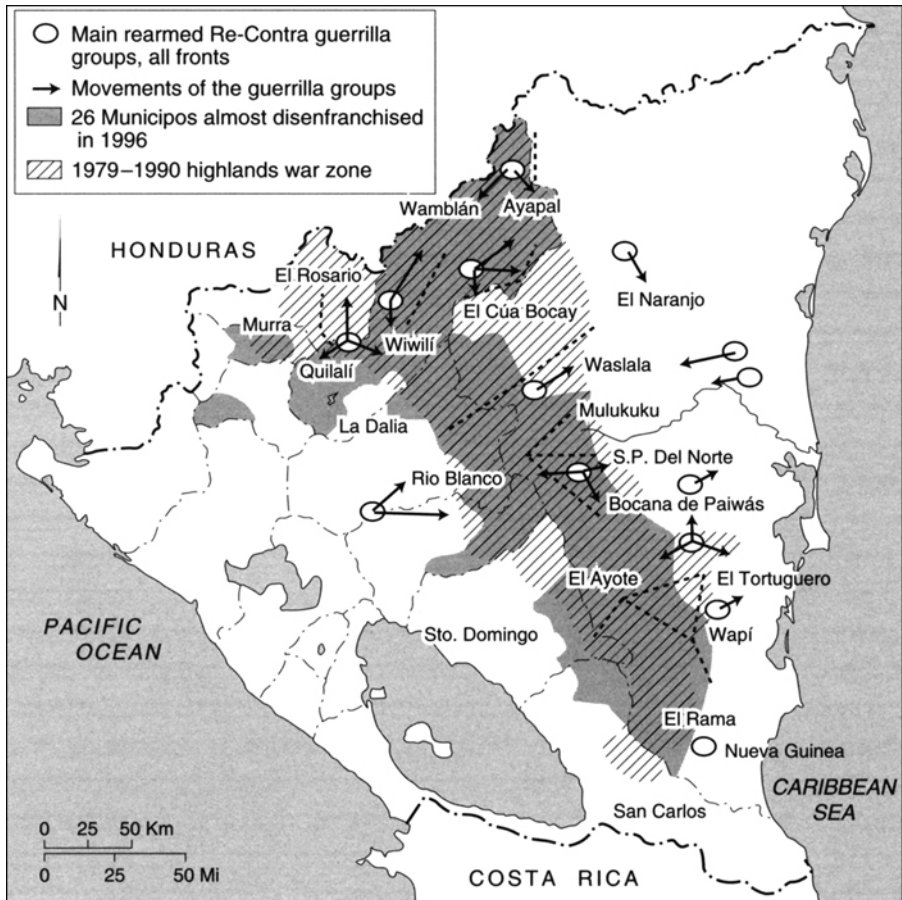 Main rearmed Re-Contra guerrilla
groups, all fronts
Movements of the guerrilla groups
26 Municipos almost disenfranchised
in 1996
1979–1990 highlands war zone
Wamblán
Ayapal
HONDURAS
El Rosario
N
El Naranjo
El Cúa Bocay
Murra
Wiwilí
Quilalí
Waslala
Mulukuku
La Dalia
S.P. Del Norte
Rio Blanco
Bocana de Paiwás
El Ayote
El Tortuguero
PACIFIC
OCEAN
Sto. Domingo
Wapí
El Rama
Nueva Guinea
CARIBBEAN
SEA
San Carlos
0 25 50 Km
0 50 Mi
COSTA RICA